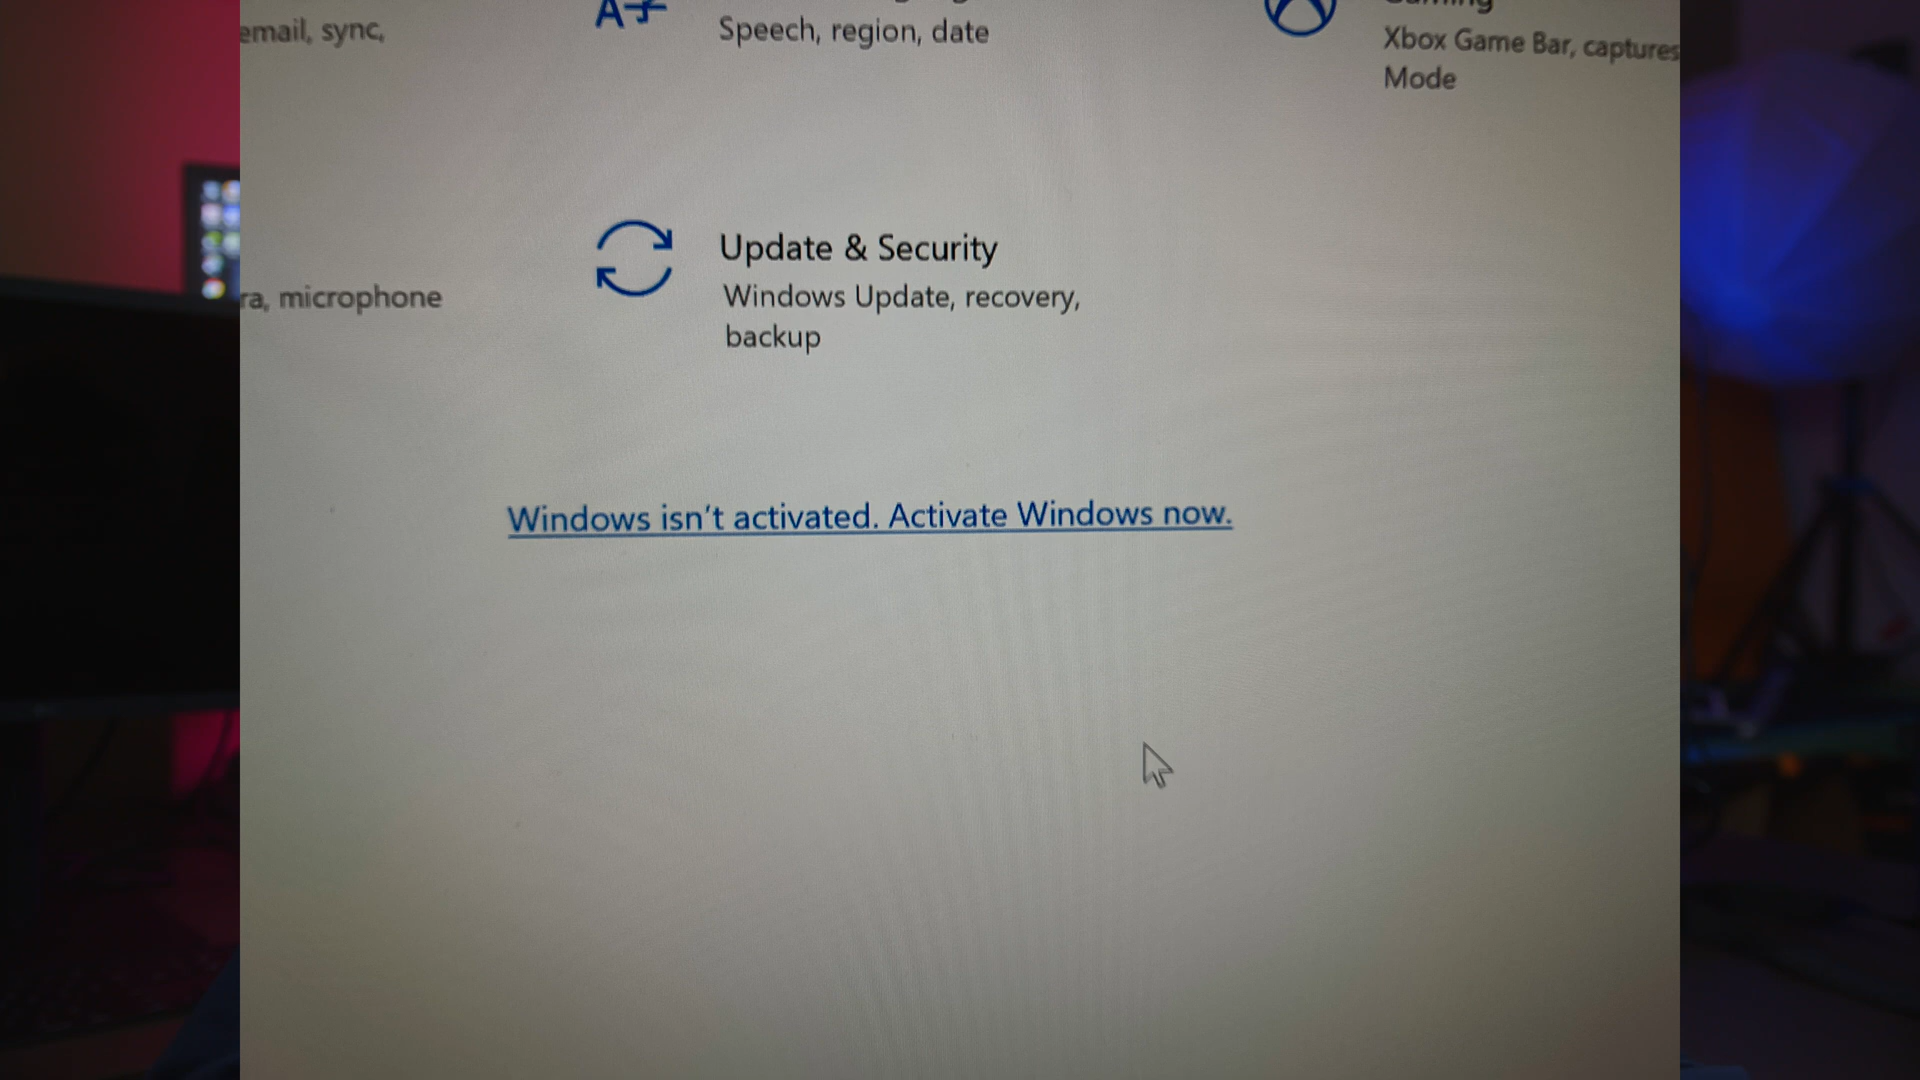 email, sync,
Speech, region, date
Xbox Game Bar, captures
Mode
Update & Security
microphone
Windows Update, recovery,
backup
Windows isn't activated. Activate Windows now.